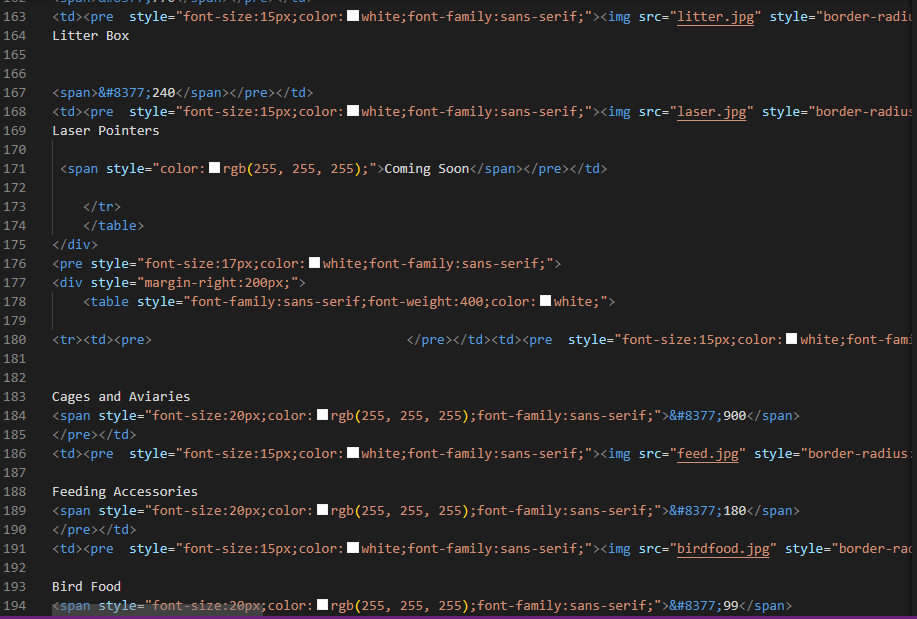 163 <td><pre  style="font-size:15px;color:white;font-family:sans-serif;"><img src="litter.jpg" style="border-radiu
164 Litter Box
165
166
167 <span>&#8377;240</span></pre></td>
168 <td><pre  style="font-size:15px;color:white;font-family:sans-serif;"><img src="laser.jpg" style="border-radius
169 Laser Pointers
170
171  <span style="color:rgb(255, 255, 255);">Coming Soon</span></pre></td>
172
173     </tr>
174     </table>
175 </div>
176 <pre style="font-size:17px;color:white;font-family:sans-serif;">
177 <div style="margin-right:200px;">
178     <table style="font-family:sans-serif;font-weight:400;color:white;">
179
180 <tr><td><pre>                                 </pre></td><td><pre  style="font-size:15px;color:white;font-fami
181
182
183 Cages and Aviaries
184 <span style="font-size:20px;color:rgb(255, 255, 255);font-family:sans-serif;">&#8377;900</span>
185 </pre></td>
186 <td><pre  style="font-size:15px;color:white;font-family:sans-serif;"><img src="feed.jpg" style="border-radius:
187
188 Feeding Accessories
189 <span style="font-size:20px;color:rgb(255, 255, 255);font-family:sans-serif;">&#8377;180</span>
190 </pre></td>
191 <td><pre  style="font-size:15px;color:white;font-family:sans-serif;"><img src="birdfood.jpg" style="border-rad
192
193 Bird Food
194 <span style="font-size:20px;color:rgb(255, 255, 255);font-family:sans-serif;">&#8377;99</span>